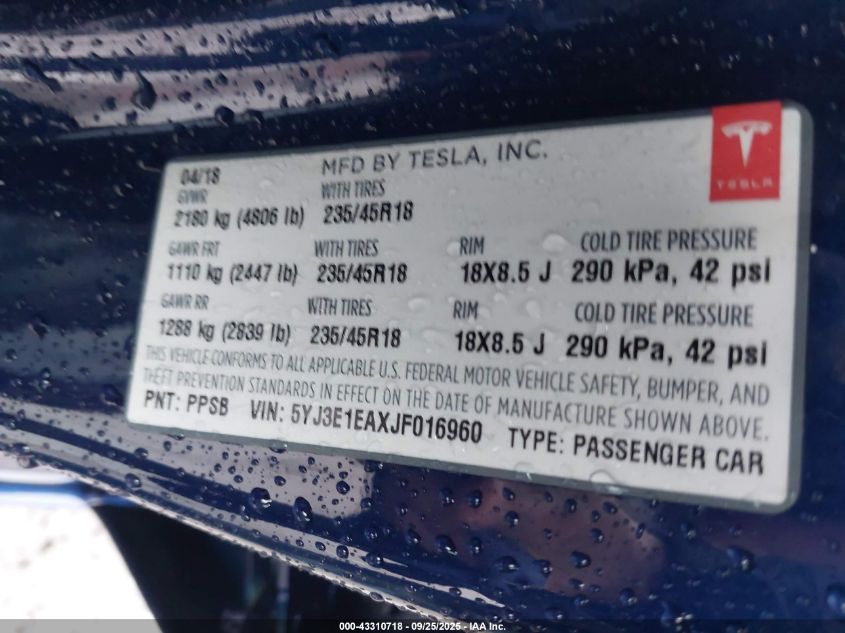 04/18 MFD BY TESLA, INC.
TESLA
GVWR WITH TIRES
2180 kg (4806 lb) 235/45R18
GAWR FRT WITH TIRES RIM COLD TIRE PRESSURE
1110 kg (2447 lb) 235/45R18 18X8.5 J 290 kPa, 42 psi
GAWR RR WITH TIRES RIM COLD TIRE PRESSURE
1288 kg (2839 lb) 235/45R18 18X8.5 J 290 kPa, 42 psi
THIS VEHICLE CONFORMS TO ALL APPLICABLE U.S. FEDERAL MOTOR VEHICLE SAFETY, BUMPER, AND
THEFT PREVENTION STANDARDS IN EFFECT ON THE DATE OF MANUFACTURE SHOWN ABOVE.
PNT: PPSB VIN: 5YJ3E1EAXJF016960 TYPE: PASSENGER CAR
000-43310718 - 09/25/2025 - IAA Inc.